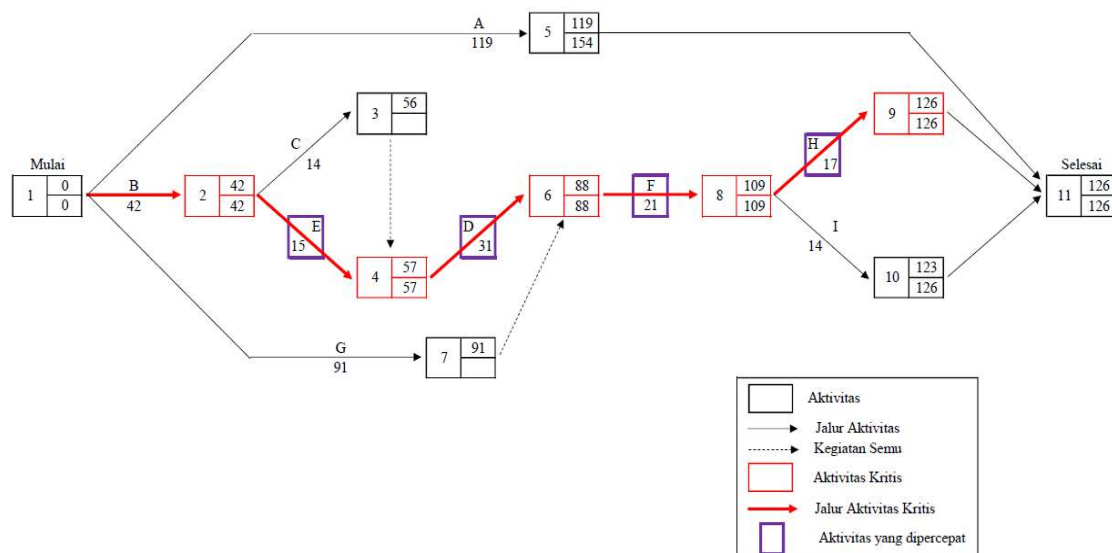 A
119
5
119
154
3
56
C
14
9
126
126
H
17
Mulai
1
0
0
B
42
2
42
42
6
88
88
F
21
8
109
109
Selesai
11
126
126
E
15
D
31
I
14
4
57
57
10
123
126
G
91
7
91
Aktivitas
Jalur Aktivitas
Kegiatan Semu
Aktivitas Kritis
Jalur Aktivitas Kritis
Aktivitas yang dipercepat